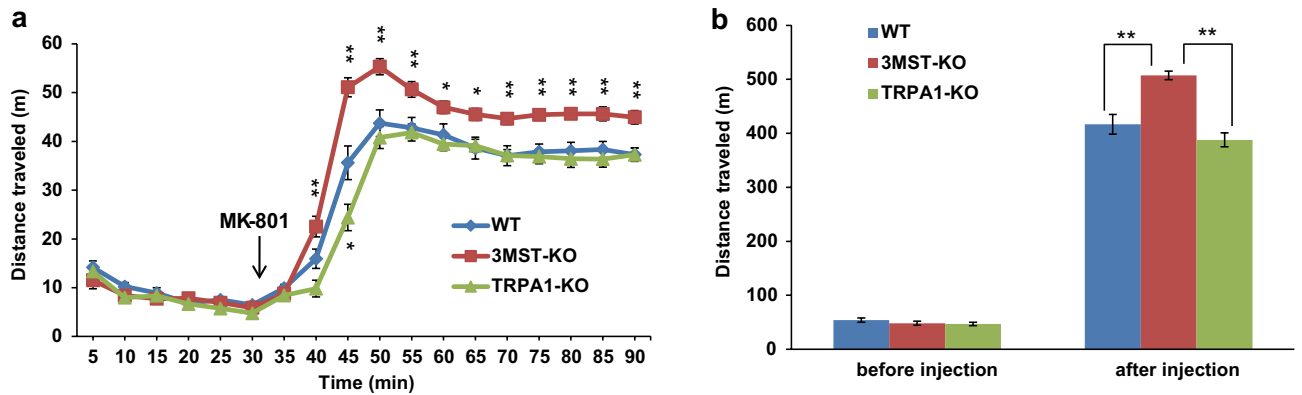 a
Distance traveled (m)
60
50
40
30
20
10
0
MK-801
**
**
**
**
*
*
**
**
**
**
**
*
WT
3MST-KO
TRPA1-KO
5 10 15 20 25 30 35 40 45 50 55 60 65 70 75 80 85 90
Time (min)
b
Distance traveled (m)
600
500
400
300
200
100
0
WT
3MST-KO
TRPA1-KO
** **
before injection after injection